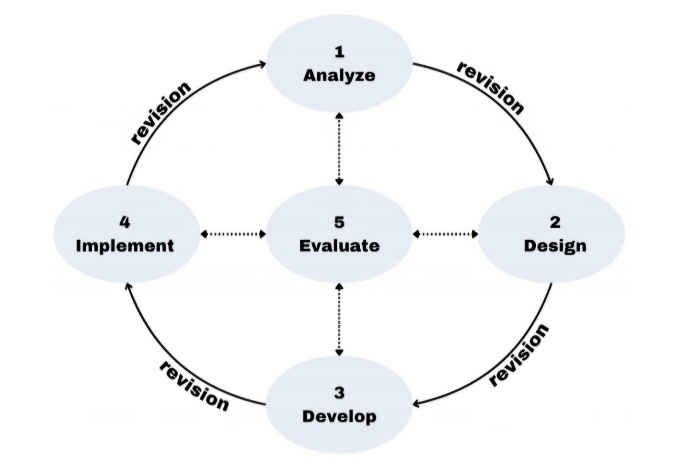 1
Analyze
revision
revision
4
Implement
5
Evaluate
2
Design
revision
revision
3
Develop